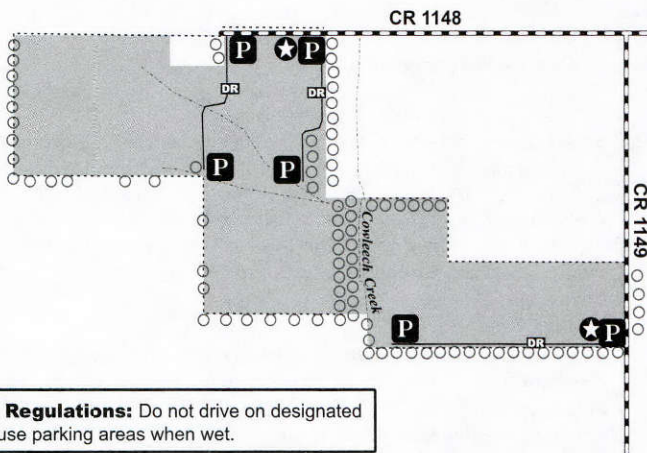 CR 1148
P
P
DR
DR
P
P
CR 1149
Cowleech Creek
P
P
DR
Regulations: Do not drive on designated
use parking areas when wet.